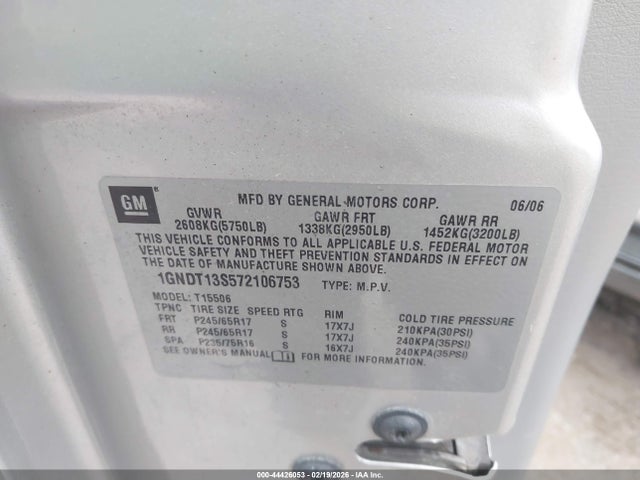 GM ®
MFD BY GENERAL MOTORS CORP. 06/06
GVWR GAWR FRT GAWR RR
2608KG(5750LB) 1338KG(2950LB) 1452KG(3200LB)
THIS VEHICLE CONFORMS TO ALL APPLICABLE U.S. FEDERAL MOTOR
VEHICLE SAFETY AND THEFT PREVENTION STANDARDS IN EFFECT ON
THE DATE OF MANUFACTURE SHOWN ABOVE.
1GNDT13S572106753 TYPE: M.P.V.
MODEL: T15506
TPNC TIRE SIZE SPEED RTG RIM COLD TIRE PRESSURE
FRT P245/65R17 S 17X7J 210KPA(30PSI)
RR P245/65R17 S 17X7J 240KPA(35PSI)
SPA P235/75R16 S 16X7J 240KPA(35PSI)
SEE OWNER'S MANUAL FOR MORE INFORMATION.
000-44426053 — 02/19/2026 — IAAI.COM